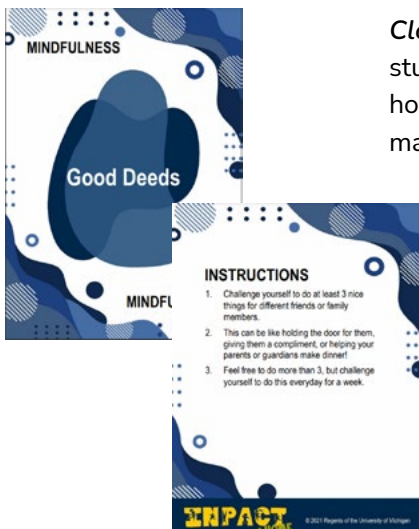 MINDFULNESS
Good Deeds
MINDFU
INSTRUCTIONS
1. Challenge yourself to do at least 3 nice
things for different friends or family
members.
2. This can be like holding the door for them,
giving them a compliment, or helping your
parents or guardians make dinner!
3. Feel free to do more than 3, but challenge
yourself to do this everyday for a week.
INPACT
© 2021 Regents of the University of Michigan